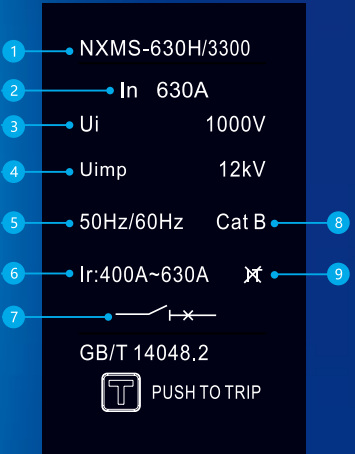 1 NXMS-630H/3300
2 In 630A
3 Ui 1000V
4 Uimp 12kV
5 50Hz/60Hz Cat B 8
6 Ir:400A~630A 9
7
GB/T 14048.2
T PUSH TO TRIP